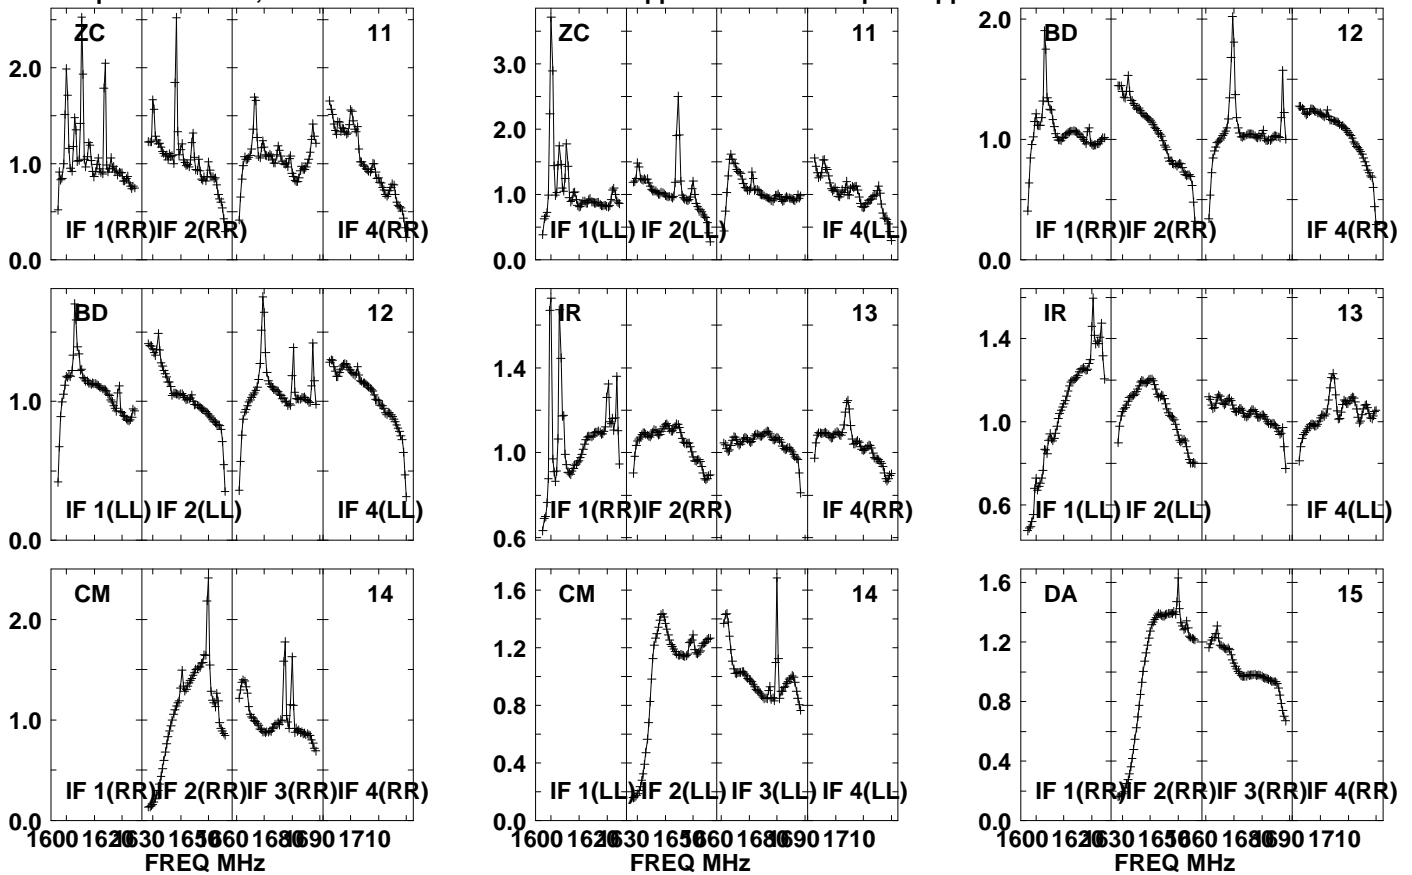 ZC 11 ZC 11 BD 12
2.0 3.0 2.0
1.0 2.0 1.0
0.0 1.0 0.0
0.0
IF 1(RR) IF 2(RR) IF 4(RR) IF 1(LL) IF 2(LL) IF 4(LL) IF 1(RR) IF 2(RR) IF 4(RR)
BD 12 IR 13 IR 13
1.0 1.4 1.4
0.0 1.0 1.0
0.6 0.6
IF 1(LL) IF 2(LL) IF 4(LL) IF 1(RR) IF 2(RR) IF 4(RR) IF 1(LL) IF 2(LL) IF 4(LL)
CM 14 CM 14 DA 15
2.0 1.6 1.6
1.0 1.2 1.2
0.0 0.8 0.8
0.4 0.4
0.0 0.0
IF 1(RR) IF 2(RR) IF 3(RR) IF 4(RR) IF 1(LL) IF 2(LL) IF 3(LL) IF 4(LL) IF 1(RR) IF 2(RR) IF 3(RR) IF 4(RR)
1600 1620 1630 1650 1660 1680 1690 1710 1600 1620 1630 1650 1660 1680 1690 1710 1600 1620 1630 1650 1660 1680 1690 1710
FREQ MHz FREQ MHz FREQ MHz